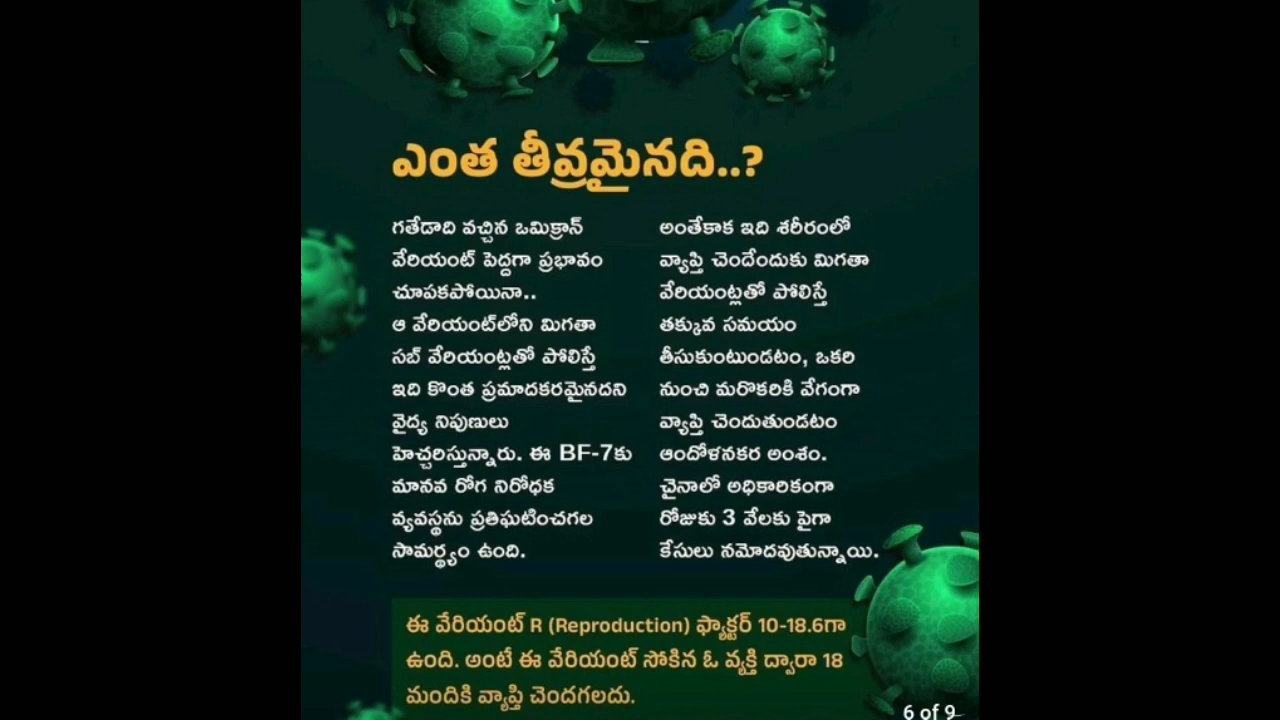 ఎంత తీవ్రమైనది..?
గతేడాది వచ్చిన ఒమిక్రాన్
వేరియంట్ పెద్దగా ప్రభావం
చూపకపోయినా..
ఆ వేరియంట్‌లోని మిగతా
సబ్ వేరియంట్లతో పోలిస్తే
ఇది కొంత ప్రమాదకరమైనదని
వైద్య నిపుణులు
హెచ్చరిస్తున్నారు. ఈ BF-7కు
మానవ రోగ నిరోధక
వ్యవస్థను ప్రతిఘటించగల
సామర్థ్యం ఉంది.
అంతేకాక ఇది శరీరంలో
వ్యాప్తి చెందేందుకు మిగతా
వేరియంట్లతో పోలిస్తే
తక్కువ సమయం
తీసుకుంటుండటం, ఒకరి
నుంచి మరొకరికి వేగంగా
వ్యాప్తి చెందుతుండటం
ఆందోళనకర అంశం.
చైనాలో అధికారికంగా
రోజుకు 3 వేలకు పైగా
కేసులు నమోదవుతున్నాయి.
ఈ వేరియంట్ R (Reproduction) ఫ్యాక్టర్ 10-18.6గా
ఉంది. అంటే ఈ వేరియంట్ సోకిన ఓ వ్యక్తి ద్వారా 18
మందికి వ్యాప్తి చెందగలదు.
6 of 9